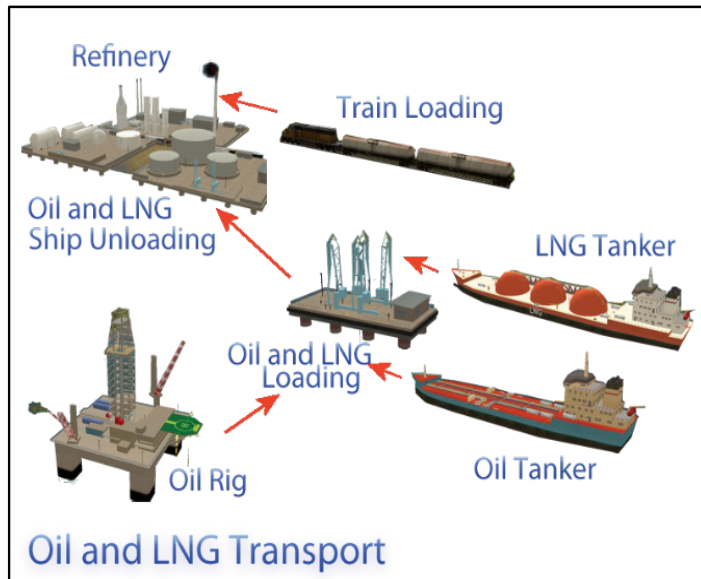 Refinery
Train Loading
Oil and LNG
Ship Unloading
LNG Tanker
LNG
Oil and LNG
Loading
Oil Rig
Oil Tanker
Oil and LNG Transport